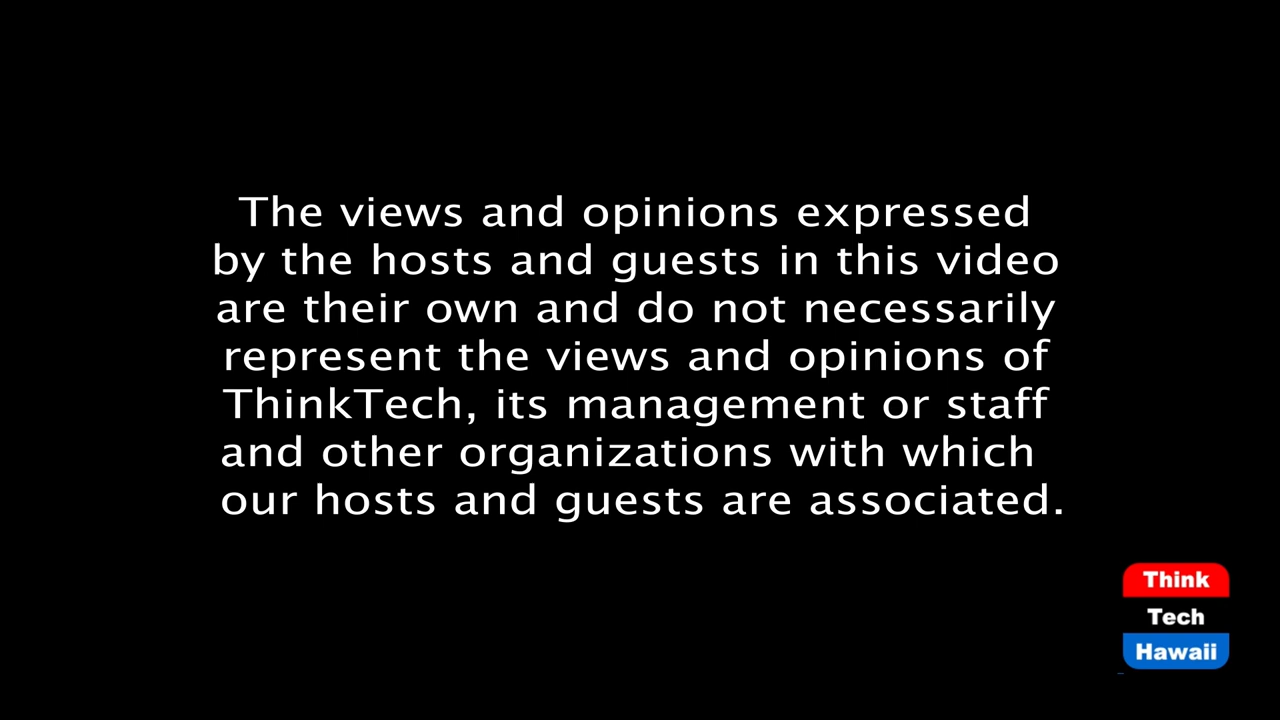 The views and opinions expressed
by the hosts and guests in this video
are their own and do not necessarily
represent the views and opinions of
ThinkTech, its management or staff
and other organizations with which
our hosts and guests are associated.
Think
Tech
Hawaii